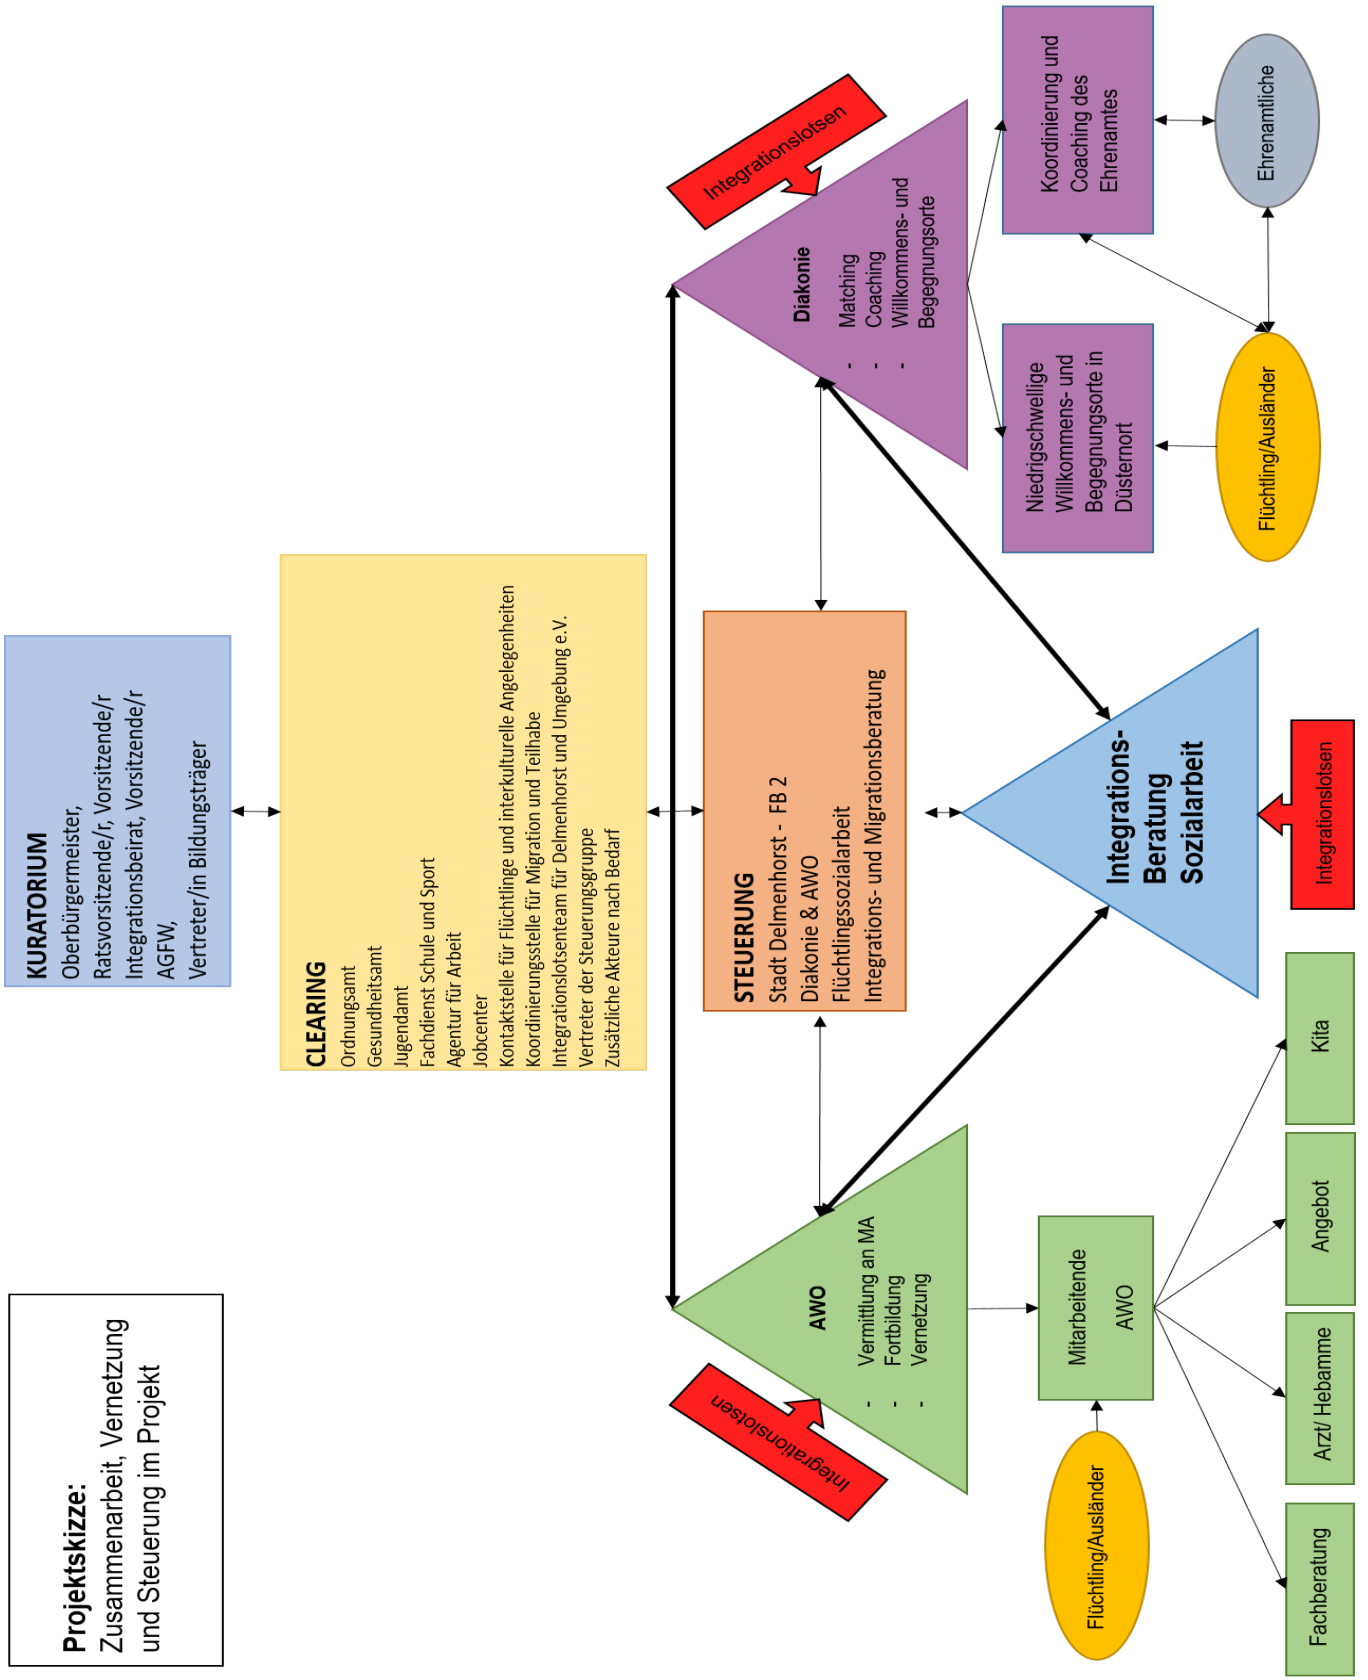 Projektskizze:
Zusammenarbeit, Vernetzung
und Steuerung im Projekt
KURATORIUM
Oberbürgermeister,
Ratsvorsitzende/r, Vorsitzende/r
Integrationsbeirat, Vorsitzende/r
AGFW,
Vertreter/in Bildungsträger
CLEARING
Ordnungsamt
Gesundheitsamt
Jugendamt
Fachdienst Schule und Sport
Agentur für Arbeit
Jobcenter
Kontaktstelle für Flüchtlinge und interkulturelle Angelegenheiten
Koordinierungsstelle für Migration und Teilhabe
Integrationslotsenteam für Delmenhorst und Umgebung e.V.
Vertreter der Steuerungsgruppe
Zusätzliche Akteure nach Bedarf
STEUERUNG
Stadt Delmenhorst - FB 2
Diakonie & AWO
Flüchtlingssozialarbeit
Integrations- und Migrationsberatung
Integrationslotsen
AWO
- Vermittlung an MA
- Fortbildung
- Vernetzung
Integrationslotsen
Diakonie
- Matching
- Coaching
- Willkommens- und
Begegnungsorte
Integrations-
Beratung
Sozialarbeit
Integrationslotsen
Flüchtling/Ausländer
Mitarbeitende
AWO
Fachberatung
Arzt/ Hebamme
Angebot
Kita
Niedrigschwellige
Willkommens- und
Begegnungsorte in
Düsternort
Koordinierung und
Coaching des
Ehrenamtes
Flüchtling/Ausländer
Ehrenamtliche